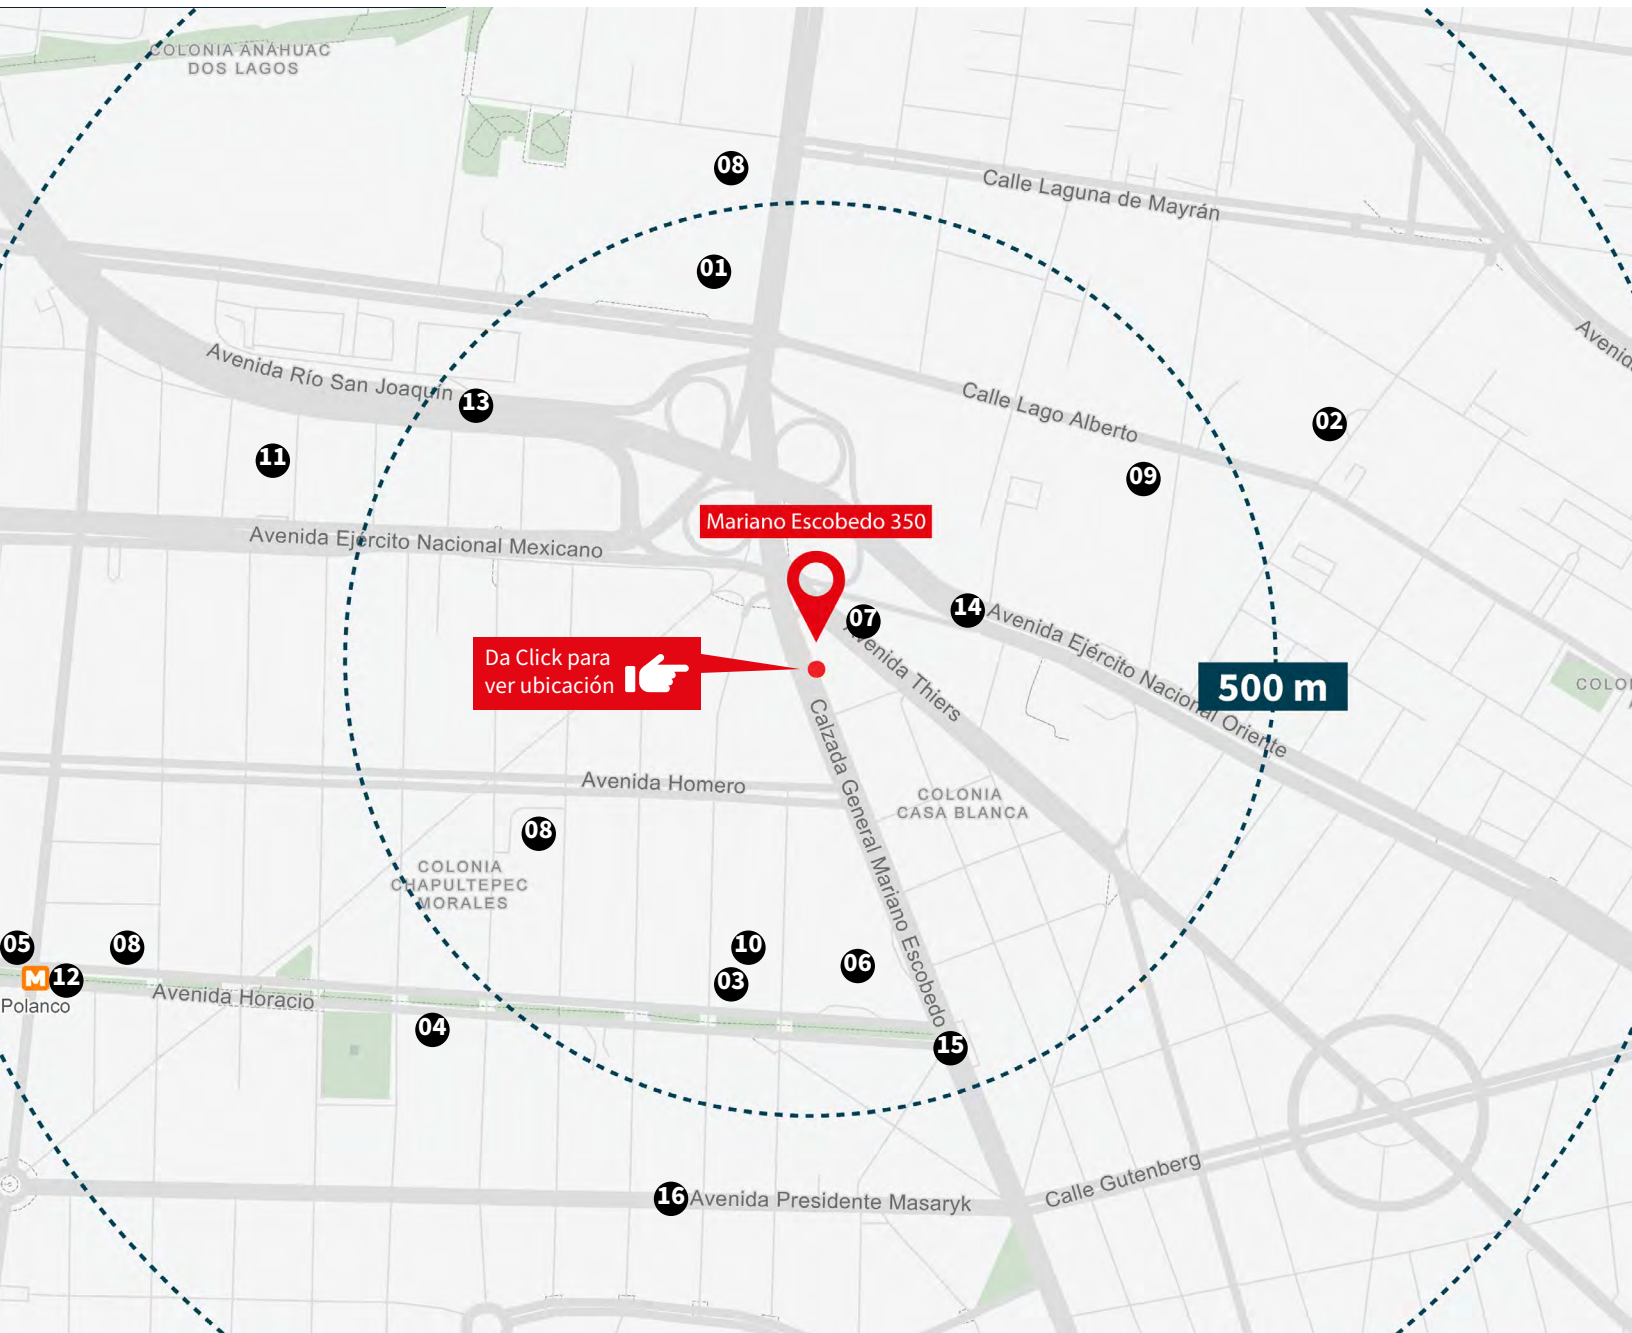 COLONIA ANÁHUAC
DOS LAGOS
08
Calle Laguna de Mayrán
01
Avenida
Avenida Río San Joaquín
13
Calle Lago Alberto
02
11
09
Mariano Escobedo 350
Avenida Ejército Nacional Mexicano
07
14
Avenida Ejército Nacional Oriente
Avenida Thiers
Da Click para
ver ubicación
500 m
Calzada General Mariano Escobedo
Avenida Homero
COLONIA
CASA BLANCA
08
COLONIA
CHAPULTEPEC
MORALES
05
08
10
06
M
12
03
Polanco
Avenida Horacio
04
15
16
Avenida Presidente Masaryk
Calle Gutenberg